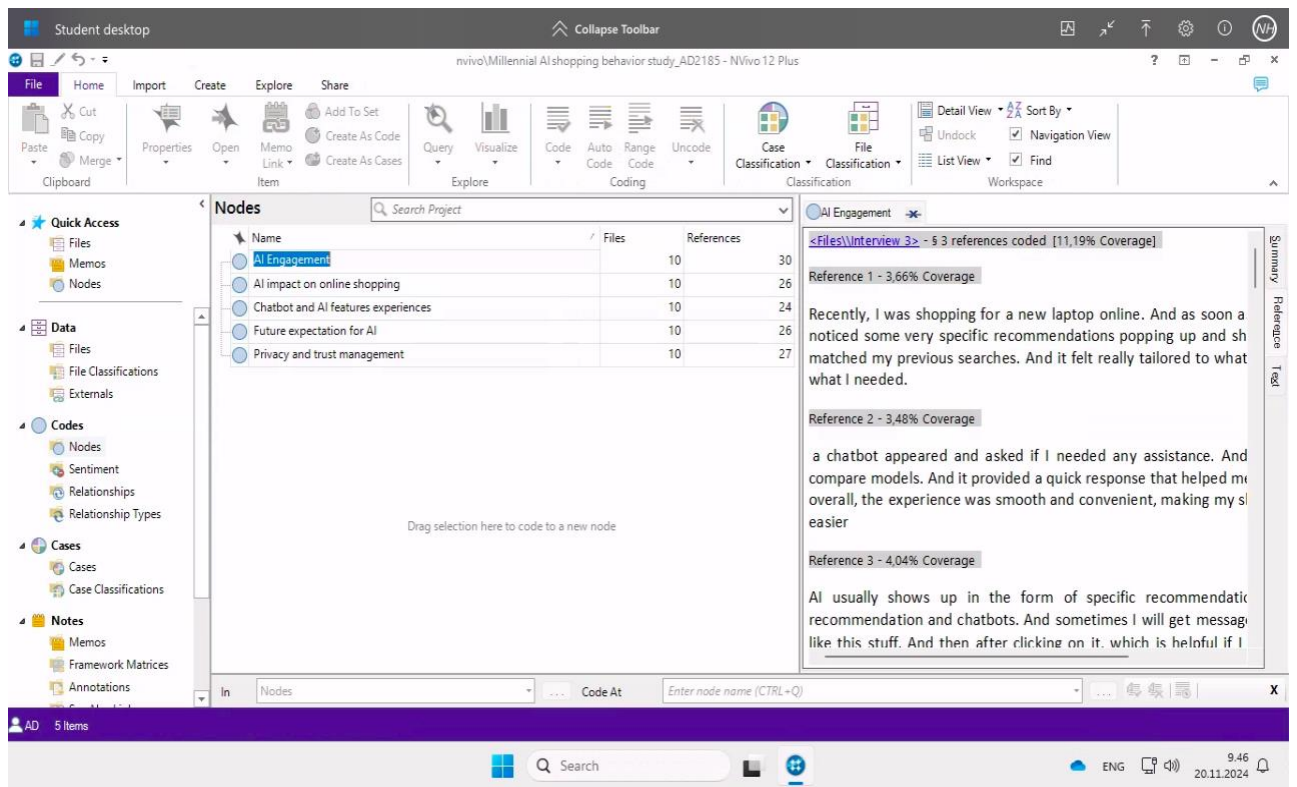 Student desktop
Collapse Toolbar
NH
nvivo\Millennial AI shopping behavior study_AD2185 - NVivo 12 Plus
File Home Import Create Explore Share
Paste
Cut
Copy
Merge
Clipboard
Properties
Open
Memo Link
Add To Set
Create As Code
Create As Cases
Item
Query
Visualize
Explore
Code
Auto Code
Range Code
Uncode
Coding
Case Classification
File Classification
Classification
Detail View
Sort By
Undock
Navigation View
List View
Find
Workspace
Quick Access
Files
Memos
Nodes
Data
Files
File Classifications
Externals
Codes
Nodes
Sentiment
Relationships
Relationship Types
Cases
Cases
Case Classifications
Notes
Memos
Framework Matrices
Annotations
Nodes
Search Project
Name Files References
AI Engagement 10 30
AI impact on online shopping 10 26
Chatbot and AI features experiences 10 24
Future expectation for AI 10 26
Privacy and trust management 10 27
Drag selection here to code to a new node
AI Engagement
<Files\\Interview 3> - § 3 references coded [11,19% Coverage]
Reference 1 - 3,66% Coverage
Recently, I was shopping for a new laptop online. And as soon a
noticed some very specific recommendations popping up and sh
matched my previous searches. And it felt really tailored to what
what I needed.
Reference 2 - 3,48% Coverage
a chatbot appeared and asked if I needed any assistance. And
compare models. And it provided a quick response that helped me
overall, the experience was smooth and convenient, making my sl
easier
Reference 3 - 4,04% Coverage
AI usually shows up in the form of specific recommendatio
recommendation and chatbots. And sometimes I will get message
like this stuff. And then after clicking on it, which is helpful if I
Summary
Reference
Text
In Nodes ... Code At Enter node name (CTRL+Q) ... X
AD 5 Items
Search
ENG
9.46
20.11.2024